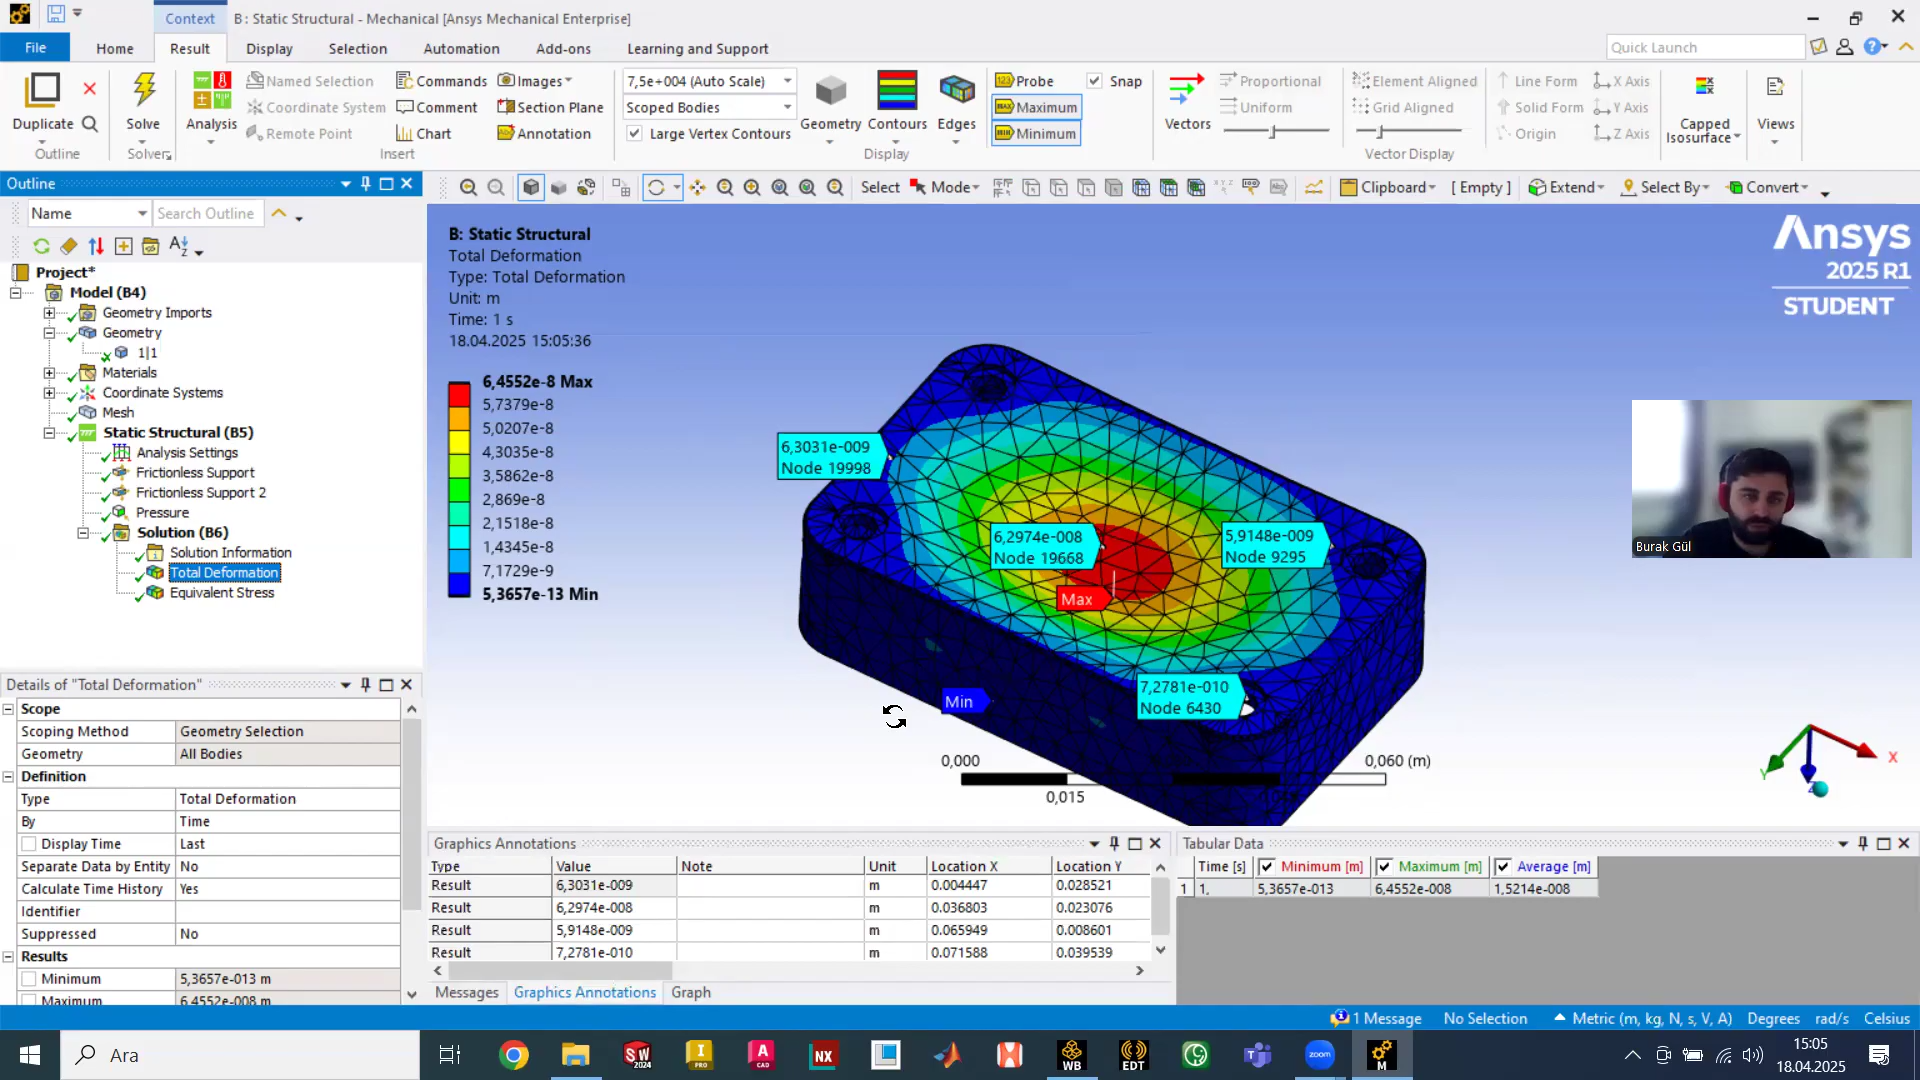 Context
B : Static Structural - Mechanical [Ansys Mechanical Enterprise]
File
Home
Result
Display
Selection
Automation
Add-ons
Learning and Support
Quick Launch
Duplicate
Outline
Solve
Solver
Analysis
Named Selection
Coordinate System
Remote Point
Commands
Comment
Chart
Images
Section Plane
Annotation
Insert
7,5e+004 (Auto Scale)
Scoped Bodies
Large Vertex Contours
Geometry
Contours
Edges
Display
Probe
Maximum
Minimum
Snap
Vectors
Proportional
Uniform
Element Aligned
Grid Aligned
Line Form
Solid Form
Origin
X Axis
Y Axis
Z Axis
Vector Display
Capped
Isosurface
Views
Outline
Name
Search Outline
Select
Mode
Clipboard
[ Empty ]
Extend
Select By
Convert
Project*
Model (B4)
Geometry Imports
Geometry
1|1
Materials
Coordinate Systems
Mesh
Static Structural (B5)
Analysis Settings
Frictionless Support
Frictionless Support 2
Pressure
Solution (B6)
Solution Information
Total Deformation
Equivalent Stress
B: Static Structural
Total Deformation
Type: Total Deformation
Unit: m
Time: 1 s
18.04.2025 15:05:36
6,4552e-8 Max
5,7379e-8
5,0207e-8
4,3035e-8
3,5862e-8
2,869e-8
2,1518e-8
1,4345e-8
7,1729e-9
5,3657e-13 Min
6,3031e-009
Node 19998
6,2974e-008
Node 19668
5,9148e-009
Node 9295
7,2781e-010
Node 6430
Max
Min
0,000
0,060 (m)
0,015
Ansys
2025 R1
STUDENT
Burak Gül
X
Y
Z
Details of "Total Deformation"
Scope
Scoping Method Geometry Selection
Geometry All Bodies
Definition
Type Total Deformation
By Time
Display Time Last
Separate Data by Entity No
Calculate Time History Yes
Identifier
Suppressed No
Results
Minimum 5,3657e-013 m
Maximum 6,4552e-008 m
Graphics Annotations
Type Value Note Unit Location X Location Y
Result 6,3031e-009 m 0.004447 0.028521
Result 6,2974e-008 m 0.036803 0.023076
Result 5,9148e-009 m 0.065949 0.008601
Result 7,2781e-010 m 0.071588 0.039539
Messages
Graphics Annotations
Graph
Tabular Data
Time [s] Minimum [m] Maximum [m] Average [m]
1 1, 5,3657e-013 6,4552e-008 1,5214e-008
1 Message
No Selection
Metric (m, kg, N, s, V, A)
Degrees
rad/s
Celsius
Ara
SW
2024
I
PRO
A
CAD
NX
WB
EDT
zoom
M
15:05
18.04.2025